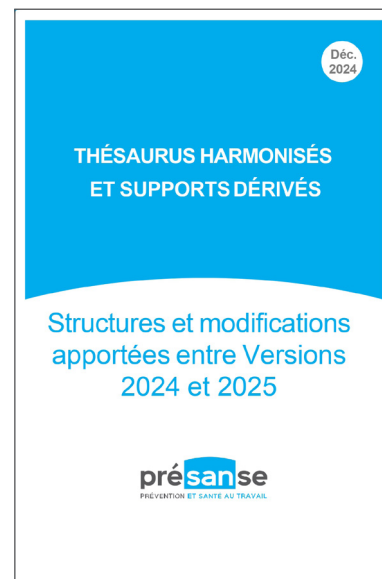 Déc.
2024
THÉSAURUS HARMONISÉS
ET SUPPORTS DÉRIVÉS
Structures et modifications
apportées entre Versions
2024 et 2025
présanse
PRÉVENTION ET SANTÉ AU TRAVAIL